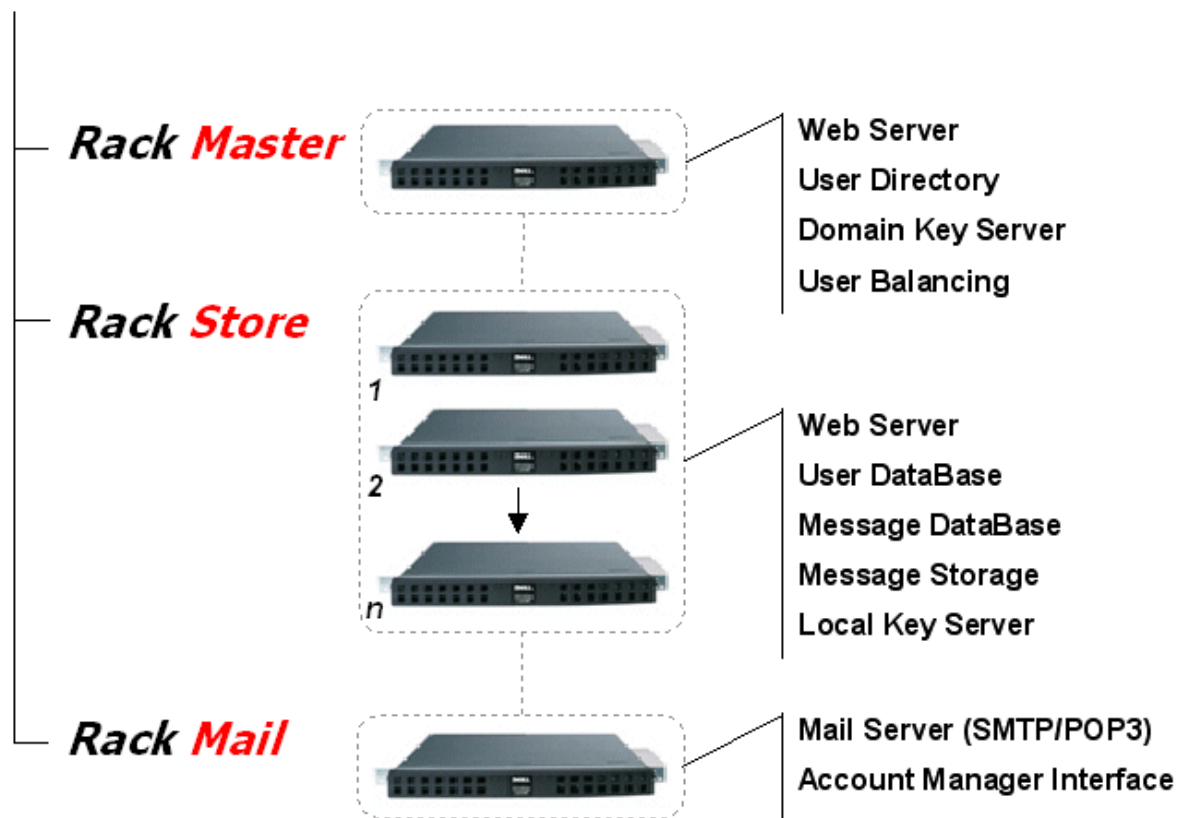 Rack Master
Web Server
User Directory
Domain Key Server
User Balancing
Rack Store
1
2
n
Web Server
User DataBase
Message DataBase
Message Storage
Local Key Server
Rack Mail
Mail Server (SMTP/POP3)
Account Manager Interface